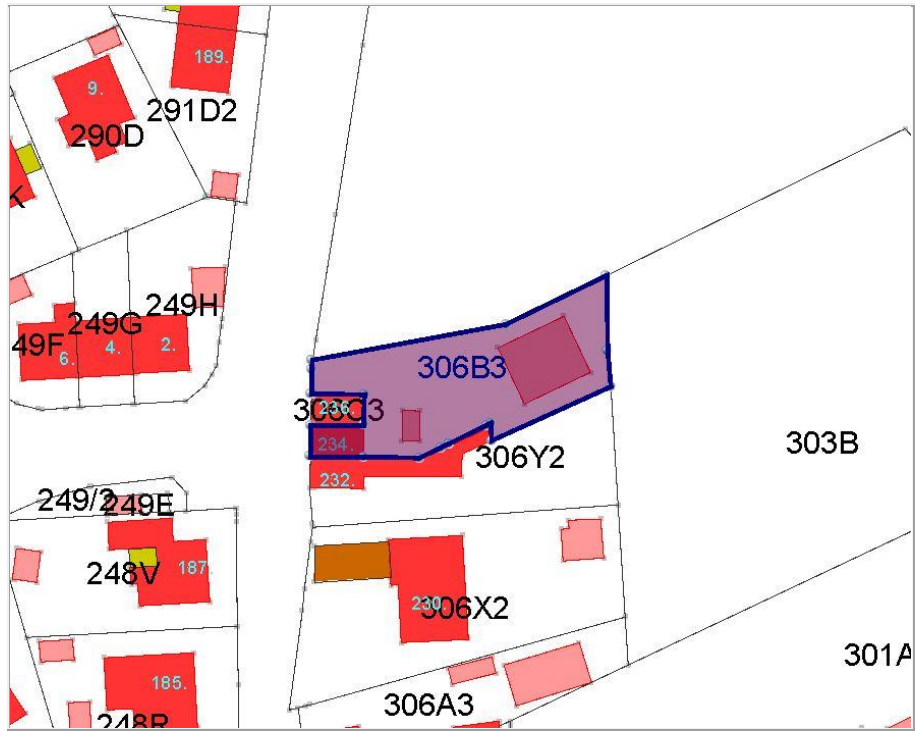 189.
9.
291D2
290D
K
249H
249G
49F
6.
4.
2.
306B3
306C3
236.
234.
303B
306Y2
232.
249/2
249E
187.
248V
230.
306X2
301A
185.
306A3
248R